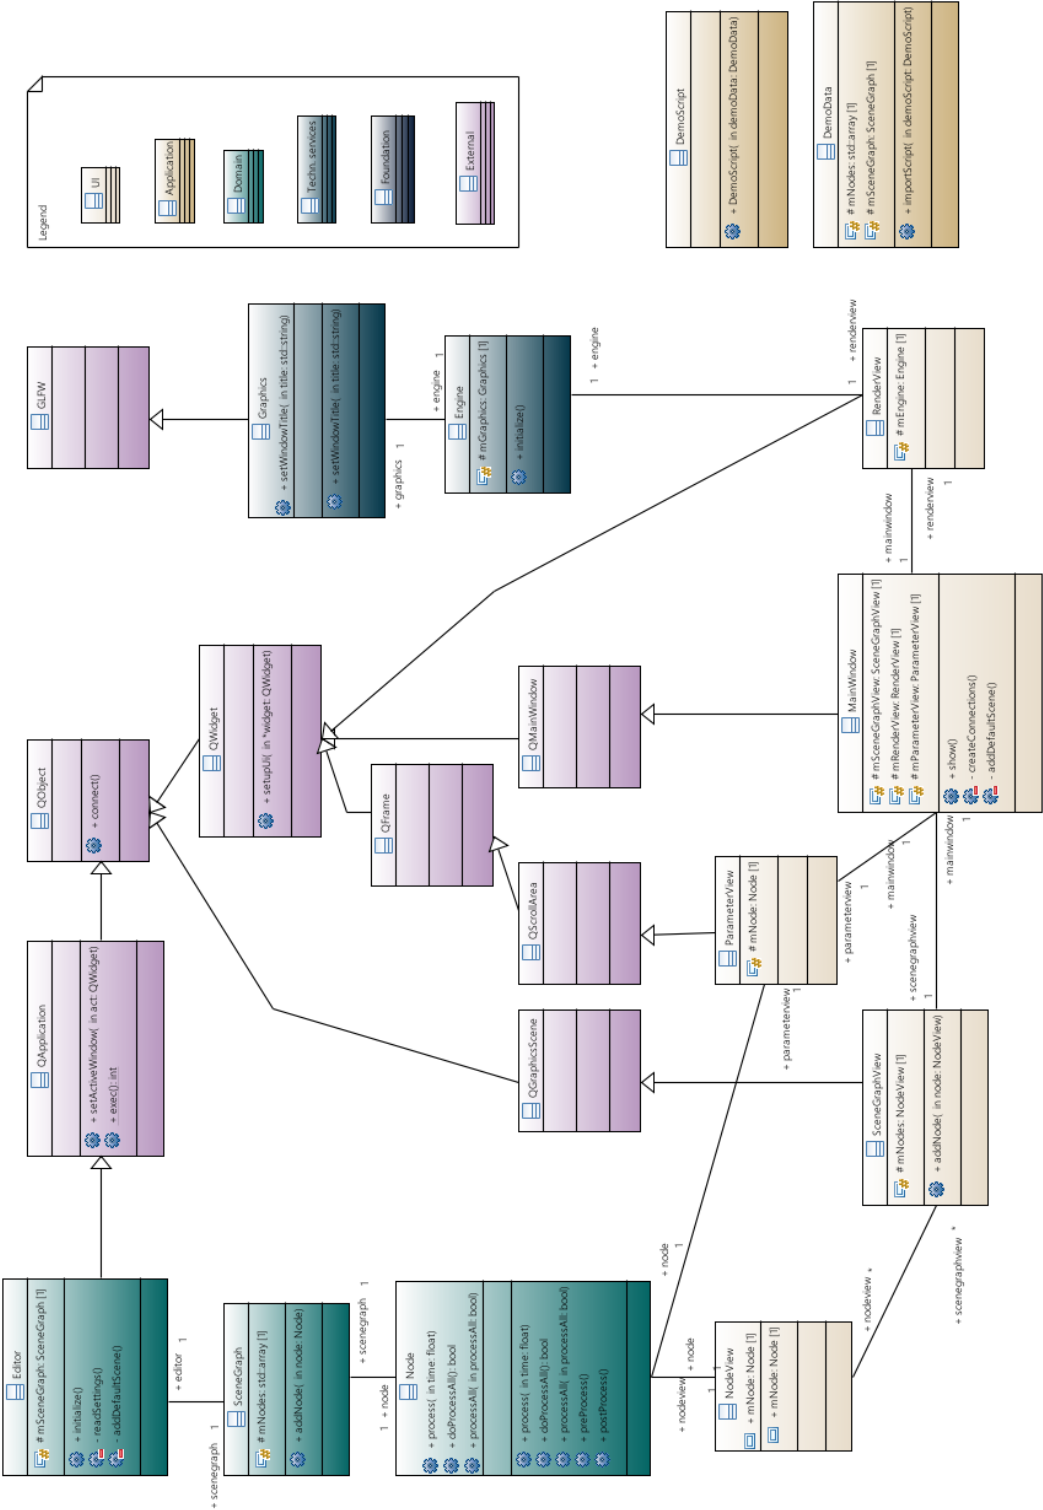 Editor
# mSceneGraph: SceneGraph [1]
+ initialize()
- readSettings()
- addDefaultScene()
+ editor
1
+ scenegraph
1
SceneGraph
# mNodes: std::array [1]
+ addNode( in node: Node)
+ scenegraph
1
+ node
1
Node
+ process( in time: float)
+ doProcessAll(): bool
+ processAll( in processAll: bool)
+ process( in time: float)
+ doProcessAll(): bool
+ processAll( in processAll: bool)
+ preProcess()
+ postProcess()
+ node
1
+ node
1
+ nodeview
1
NodeView
+ mNode: Node [1]
+ mNode: Node [1]
+ nodeview
*
+ scenegraphview
*
QApplication
+ setActiveWindow( in act: QWidget)
+ exec(): int
QGraphicsScene
SceneGraphView
# mNodes: NodeView [1]
+ addNode( in node: NodeView)
+ scenegraphview
1
+ parameterview
1
QObject
+ connect()
QWidget
+ setupUi( in *widget: QWidget)
QFrame
QScrollArea
QMainWindow
ParameterView
# mNode: Node [1]
+ parameterview
1
+ mainwindow
1
+ mainwindow
1
MainWindow
# mSceneGraphView: SceneGraphView [1]
# mRenderView: RenderView [1]
# mParameterView: ParameterView [1]
+ show()
- createConnections()
- addDefaultScene()
+ mainwindow
1
+ renderview
1
GLFW
Graphics
+ setWindowTitle( in title: std::string)
+ setWindowTitle( in title: std::string)
+ graphics
1
+ engine
1
Engine
# mGraphics: Graphics [1]
+ initialize()
1
+ engine
1
+ renderview
RenderView
# mEngine: Engine [1]
Legend
UI
Application
Domain
Techn. services
Foundation
External
DemoScript
+ DemoScript( in demoData: DemoData)
DemoData
# mNodes: std::array [1]
# mSceneGraph: SceneGraph [1]
+ importScript( in demoScript: DemoScript)